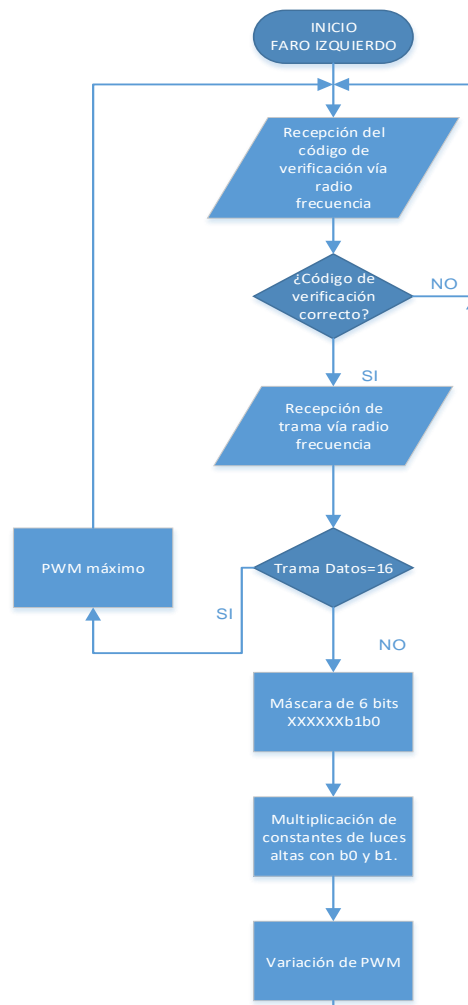 INICIO
FARO IZQUIERDO
Recepción del
código de
verificación vía
radio
frecuencia
¿Código de
verificación
correcto?
NO
SI
Recepción de
trama vía radio
frecuencia
PWM máximo
Trama Datos=16
SI
NO
Máscara de 6 bits
XXXXXXb1b0
Multiplicación de
constantes de luces
altas con b0 y b1.
Variación de PWM